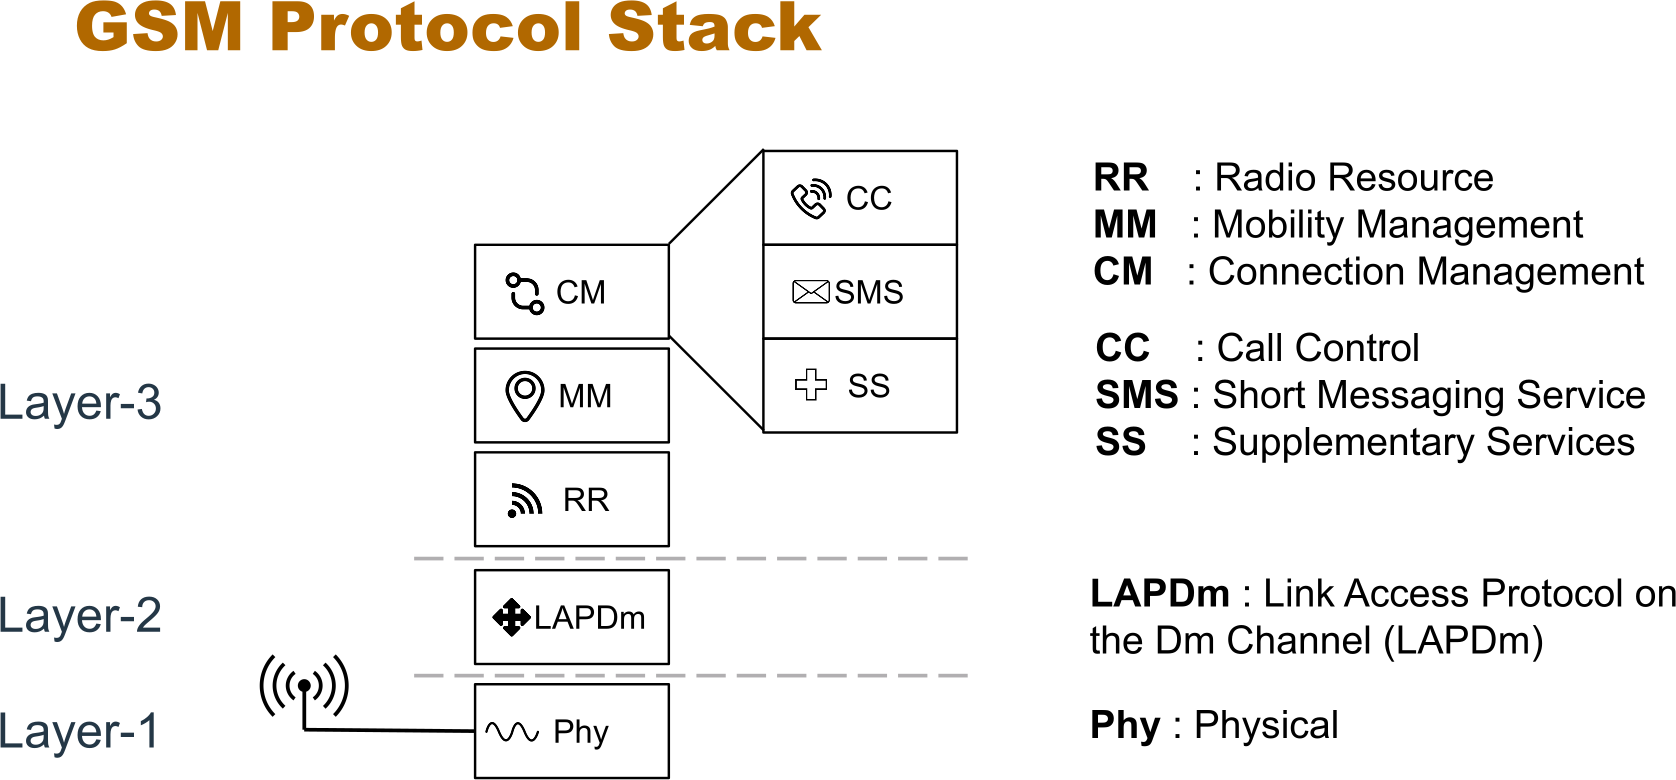 GSM Protocol Stack
CC
SMS
SS
CM
MM
RR
LAPDm
Phy
Layer-3
Layer-2
Layer-1
RR : Radio Resource
MM : Mobility Management
CM : Connection Management
CC : Call Control
SMS : Short Messaging Service
SS : Supplementary Services
LAPDm : Link Access Protocol on
the Dm Channel (LAPDm)
Phy : Physical